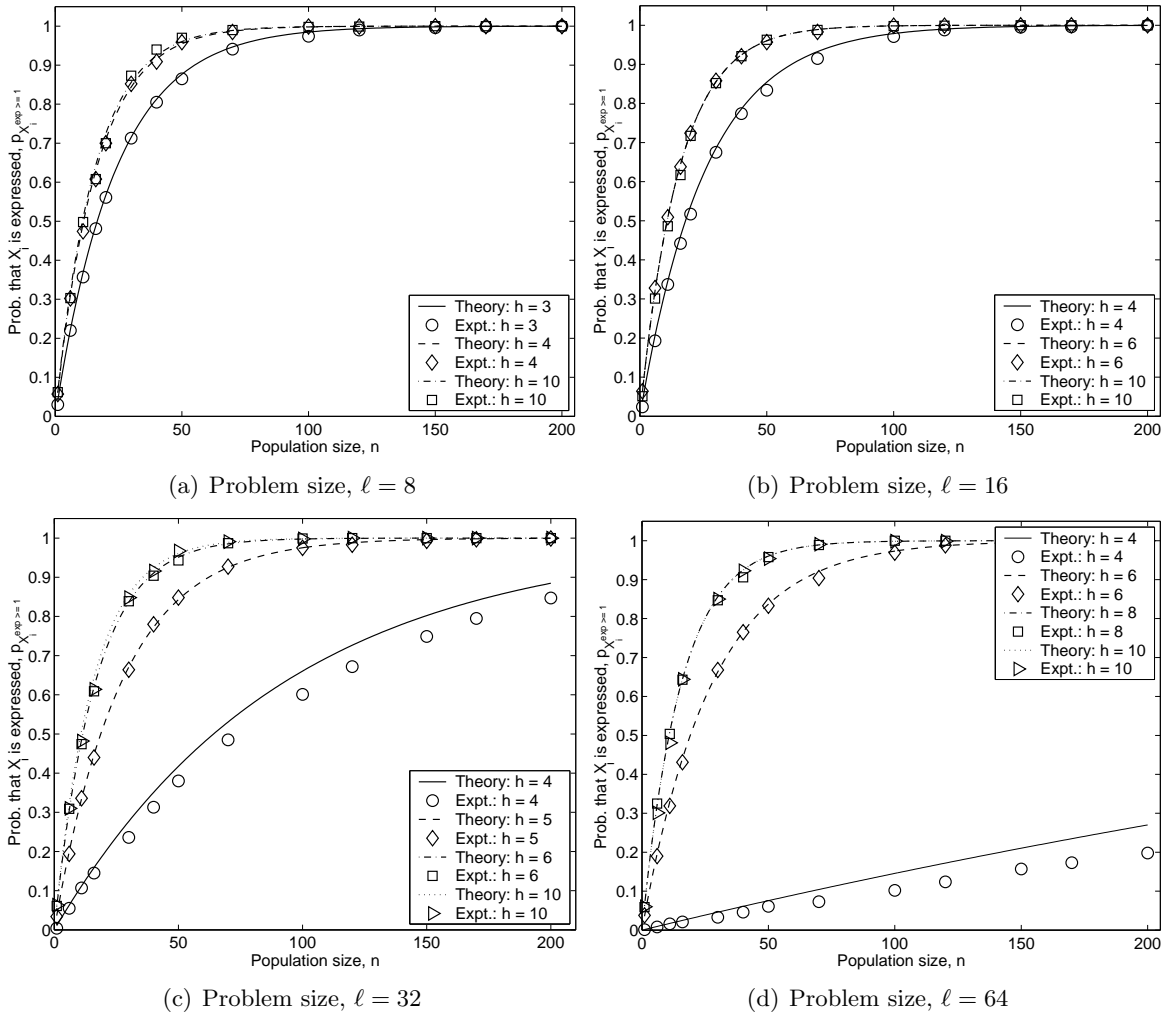 1
0.9
0.8
0.7
0.6
0.5
0.4
0.3
0.2
0.1
0
Prob. that X_i is expressed, p_{X_i^{exp >= 1}}
Theory: h = 3
Expt.: h = 3
Theory: h = 4
Expt.: h = 4
Theory: h = 10
Expt.: h = 10
0 50 100 150 200
Population size, n
(a) Problem size, ℓ = 8
1
0.9
0.8
0.7
0.6
0.5
0.4
0.3
0.2
0.1
0
Prob. that X_i is expressed, p_{X_i^{exp >= 1}}
Theory: h = 4
Expt.: h = 4
Theory: h = 6
Expt.: h = 6
Theory: h = 10
Expt.: h = 10
0 50 100 150 200
Population size, n
(b) Problem size, ℓ = 16
1
0.9
0.8
0.7
0.6
0.5
0.4
0.3
0.2
0.1
0
Prob. that X_i is expressed, p_{X_i^{exp >= 1}}
Theory: h = 4
Expt.: h = 4
Theory: h = 5
Expt.: h = 5
Theory: h = 6
Expt.: h = 6
Theory: h = 10
Expt.: h = 10
0 50 100 150 200
Population size, n
(c) Problem size, ℓ = 32
1
0.9
0.8
0.7
0.6
0.5
0.4
0.3
0.2
0.1
0
Prob. that X_i is expressed, p_{X_i^{exp >= 1}}
Theory: h = 4
Expt.: h = 4
Theory: h = 6
Expt.: h = 6
Theory: h = 8
Expt.: h = 8
Theory: h = 10
Expt.: h = 10
0 50 100 150 200
Population size, n
(d) Problem size, ℓ = 64